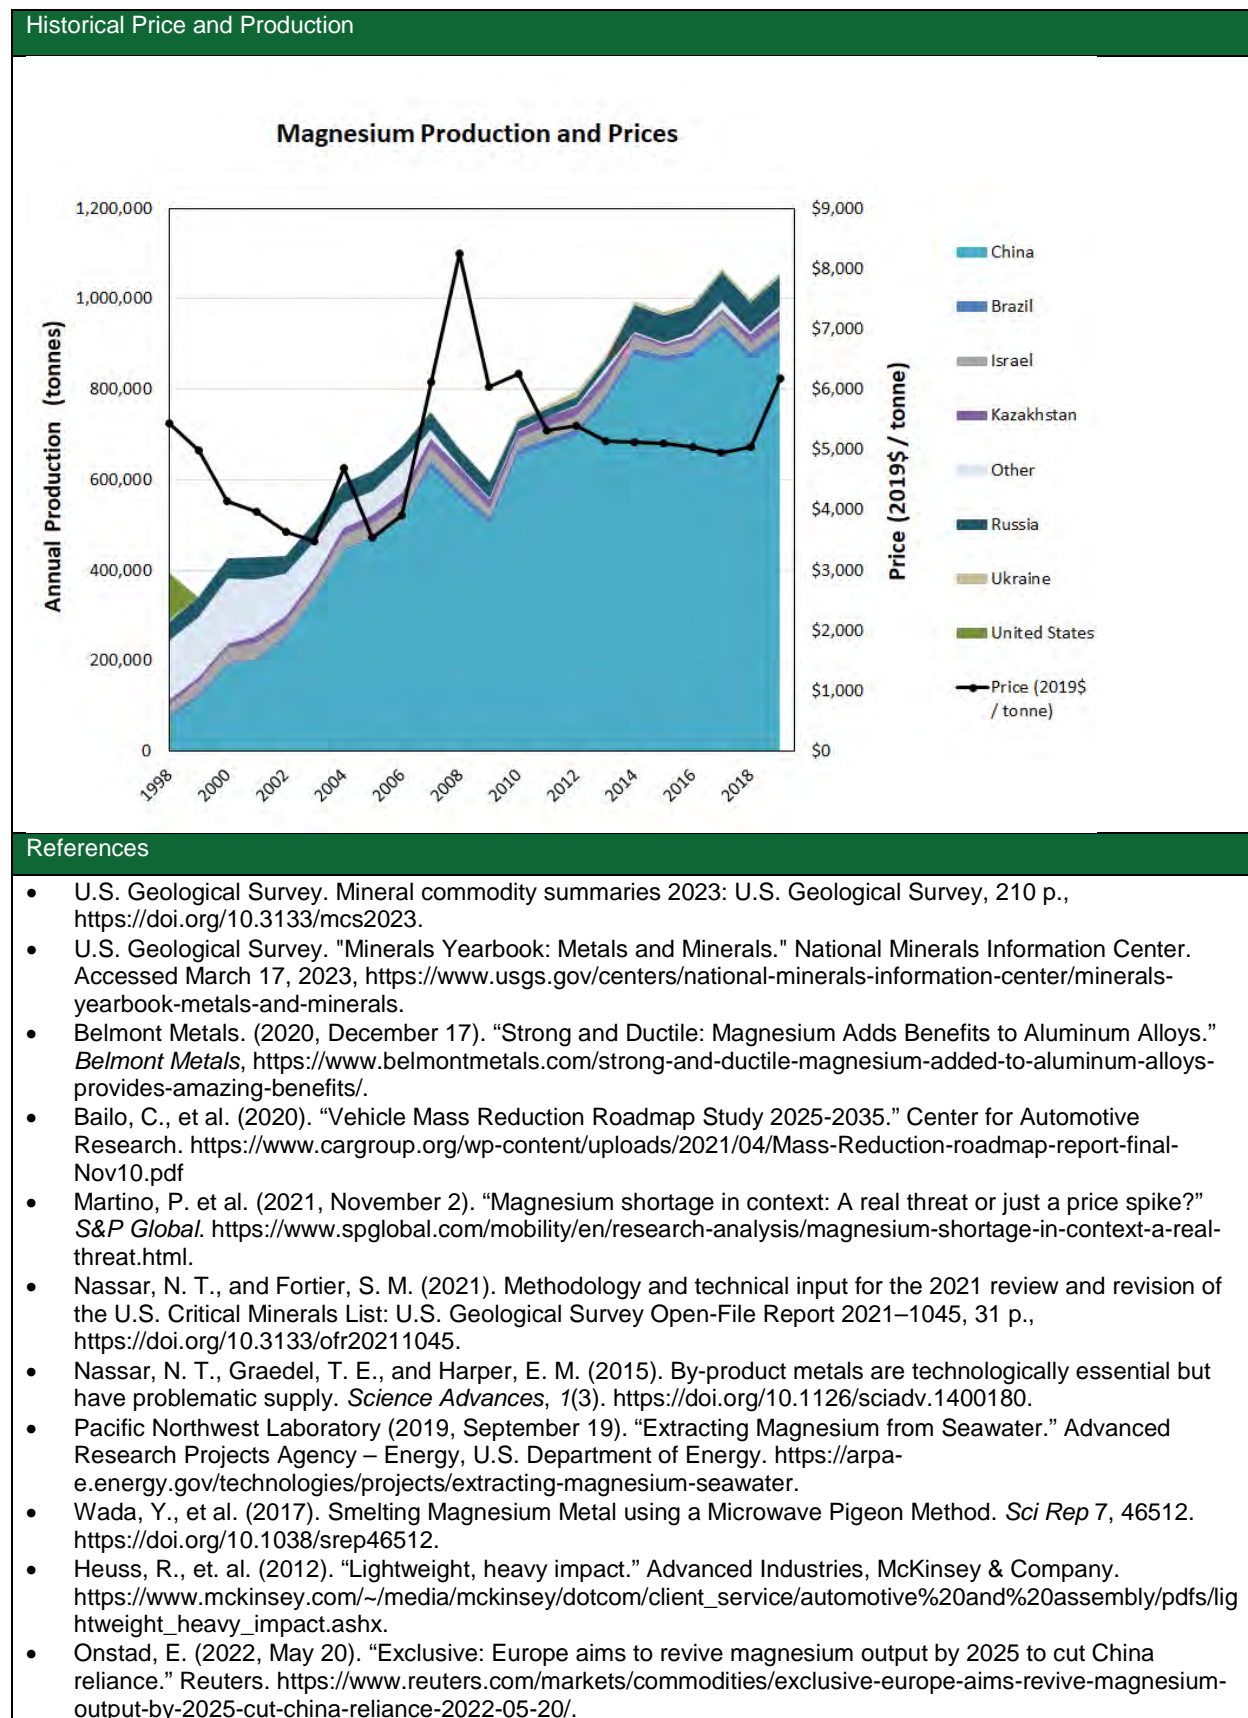 Historical Price and Production
Magnesium Production and Prices
Annual Production (tonnes)
1,200,000
1,000,000
800,000
600,000
400,000
200,000
0
1998
2000
2002
2004
2006
2008
2010
2012
2014
2016
2018
$9,000
$8,000
$7,000
$6,000
$5,000
$4,000
$3,000
$2,000
$1,000
$0
Price (2019$ / tonne)
China
Brazil
Israel
Kazakhstan
Other
Russia
Ukraine
United States
Price (2019$
/ tonne)
References
• U.S. Geological Survey. Mineral commodity summaries 2023: U.S. Geological Survey, 210 p.,
https://doi.org/10.3133/mcs2023.
• U.S. Geological Survey. "Minerals Yearbook: Metals and Minerals." National Minerals Information Center.
Accessed March 17, 2023, https://www.usgs.gov/centers/national-minerals-information-center/minerals-
yearbook-metals-and-minerals.
• Belmont Metals. (2020, December 17). “Strong and Ductile: Magnesium Adds Benefits to Aluminum Alloys.”
Belmont Metals, https://www.belmontmetals.com/strong-and-ductile-magnesium-added-to-aluminum-alloys-
provides-amazing-benefits/.
• Bailo, C., et al. (2020). “Vehicle Mass Reduction Roadmap Study 2025-2035.” Center for Automotive
Research. https://www.cargroup.org/wp-content/uploads/2021/04/Mass-Reduction-roadmap-report-final-
Nov10.pdf
• Martino, P. et al. (2021, November 2). “Magnesium shortage in context: A real threat or just a price spike?”
S&P Global. https://www.spglobal.com/mobility/en/research-analysis/magnesium-shortage-in-context-a-real-
threat.html.
• Nassar, N. T., and Fortier, S. M. (2021). Methodology and technical input for the 2021 review and revision of
the U.S. Critical Minerals List: U.S. Geological Survey Open-File Report 2021–1045, 31 p.,
https://doi.org/10.3133/ofr20211045.
• Nassar, N. T., Graedel, T. E., and Harper, E. M. (2015). By-product metals are technologically essential but
have problematic supply. Science Advances, 1(3). https://doi.org/10.1126/sciadv.1400180.
• Pacific Northwest Laboratory (2019, September 19). “Extracting Magnesium from Seawater.” Advanced
Research Projects Agency – Energy, U.S. Department of Energy. https://arpa-
e.energy.gov/technologies/projects/extracting-magnesium-seawater.
• Wada, Y., et al. (2017). Smelting Magnesium Metal using a Microwave Pigeon Method. Sci Rep 7, 46512.
https://doi.org/10.1038/srep46512.
• Heuss, R., et. al. (2012). “Lightweight, heavy impact.” Advanced Industries, McKinsey & Company.
https://www.mckinsey.com/~/media/mckinsey/dotcom/client_service/automotive%20and%20assembly/pdfs/lig
htweight_heavy_impact.ashx.
• Onstad, E. (2022, May 20). “Exclusive: Europe aims to revive magnesium output by 2025 to cut China
reliance.” Reuters. https://www.reuters.com/markets/commodities/exclusive-europe-aims-revive-magnesium-
output-by-2025-cut-china-reliance-2022-05-20/.